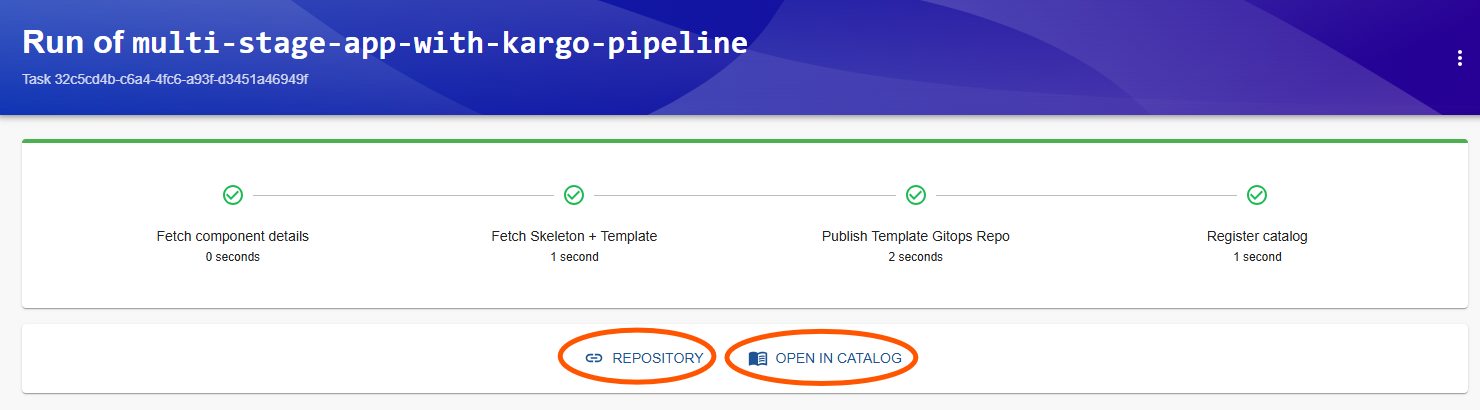 Run of multi-stage-app-with-kargo-pipeline
Task 32c5cd4b-c6a4-4fc6-a93f-d3451a46949f
Fetch component details
0 seconds
Fetch Skeleton + Template
1 second
Publish Template Gitops Repo
2 seconds
Register catalog
1 second
REPOSITORY
OPEN IN CATALOG